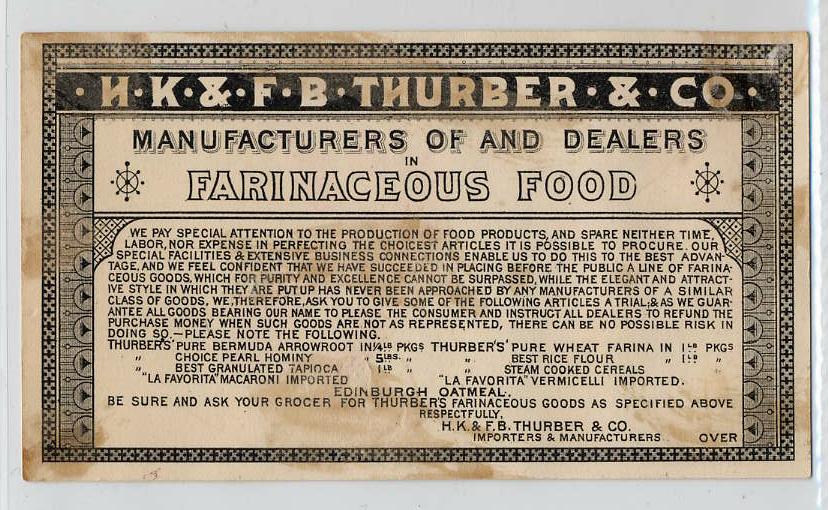 H·K·&·F·B·THURBER·&·CO·
MANUFACTURERS OF AND DEALERS
IN
FARINACEOUS FOOD
WE PAY SPECIAL ATTENTION TO THE PRODUCTION OF FOOD PRODUCTS, AND SPARE NEITHER TIME,
LABOR, NOR EXPENSE IN PERFECTING THE CHOICEST ARTICLES IT IS POSSIBLE TO PROCURE. OUR
SPECIAL FACILITIES & EXTENSIVE BUSINESS CONNECTIONS ENABLE US TO DO THIS TO THE BEST ADVAN-
TAGE, AND WE FEEL CONFIDENT THAT WE HAVE SUCCEEDED IN PLACING BEFORE THE PUBLIC A LINE OF FARINA-
CEOUS GOODS, WHICH FOR PURITY AND EXCELLENCE CANNOT BE SURPASSED, WHILE THE ELEGANT AND ATTRACT-
IVE STYLE IN WHICH THEY ARE PUT UP HAS NEVER BEEN APPROACHED BY ANY MANUFACTURERS OF A SIMILAR
CLASS OF GOODS, WE, THEREFORE, ASK YOU TO GIVE SOME OF THE FOLLOWING ARTICLES A TRIAL, & AS WE GUAR-
ANTEE ALL GOODS BEARING OUR NAME TO PLEASE THE CONSUMER AND INSTRUCT ALL DEALERS TO REFUND THE
PURCHASE MONEY WHEN SUCH GOODS ARE NOT AS REPRESENTED, THERE CAN BE NO POSSIBLE RISK IN
DOING SO,—PLEASE NOTE THE FOLLOWING.
THURBER'S PURE BERMUDA ARROWROOT IN 1/4 LB PKGS THURBER'S PURE WHEAT FARINA IN 1 LB PKGS
" CHOICE PEARL HOMINY " 5 LBS. " " BEST RICE FLOUR " 1 LB "
" BEST GRANULATED TAPIOCA 1 LB " " STEAM COOKED CEREALS
"LA FAVORITA" MACARONI IMPORTED "LA FAVORITA" VERMICELLI IMPORTED.
EDINBURGH OATMEAL.
BE SURE AND ASK YOUR GROCER FOR THURBER'S FARINACEOUS GOODS AS SPECIFIED ABOVE
RESPECTFULLY,
H.K. & F.B. THURBER & CO.
IMPORTERS & MANUFACTURERS. OVER